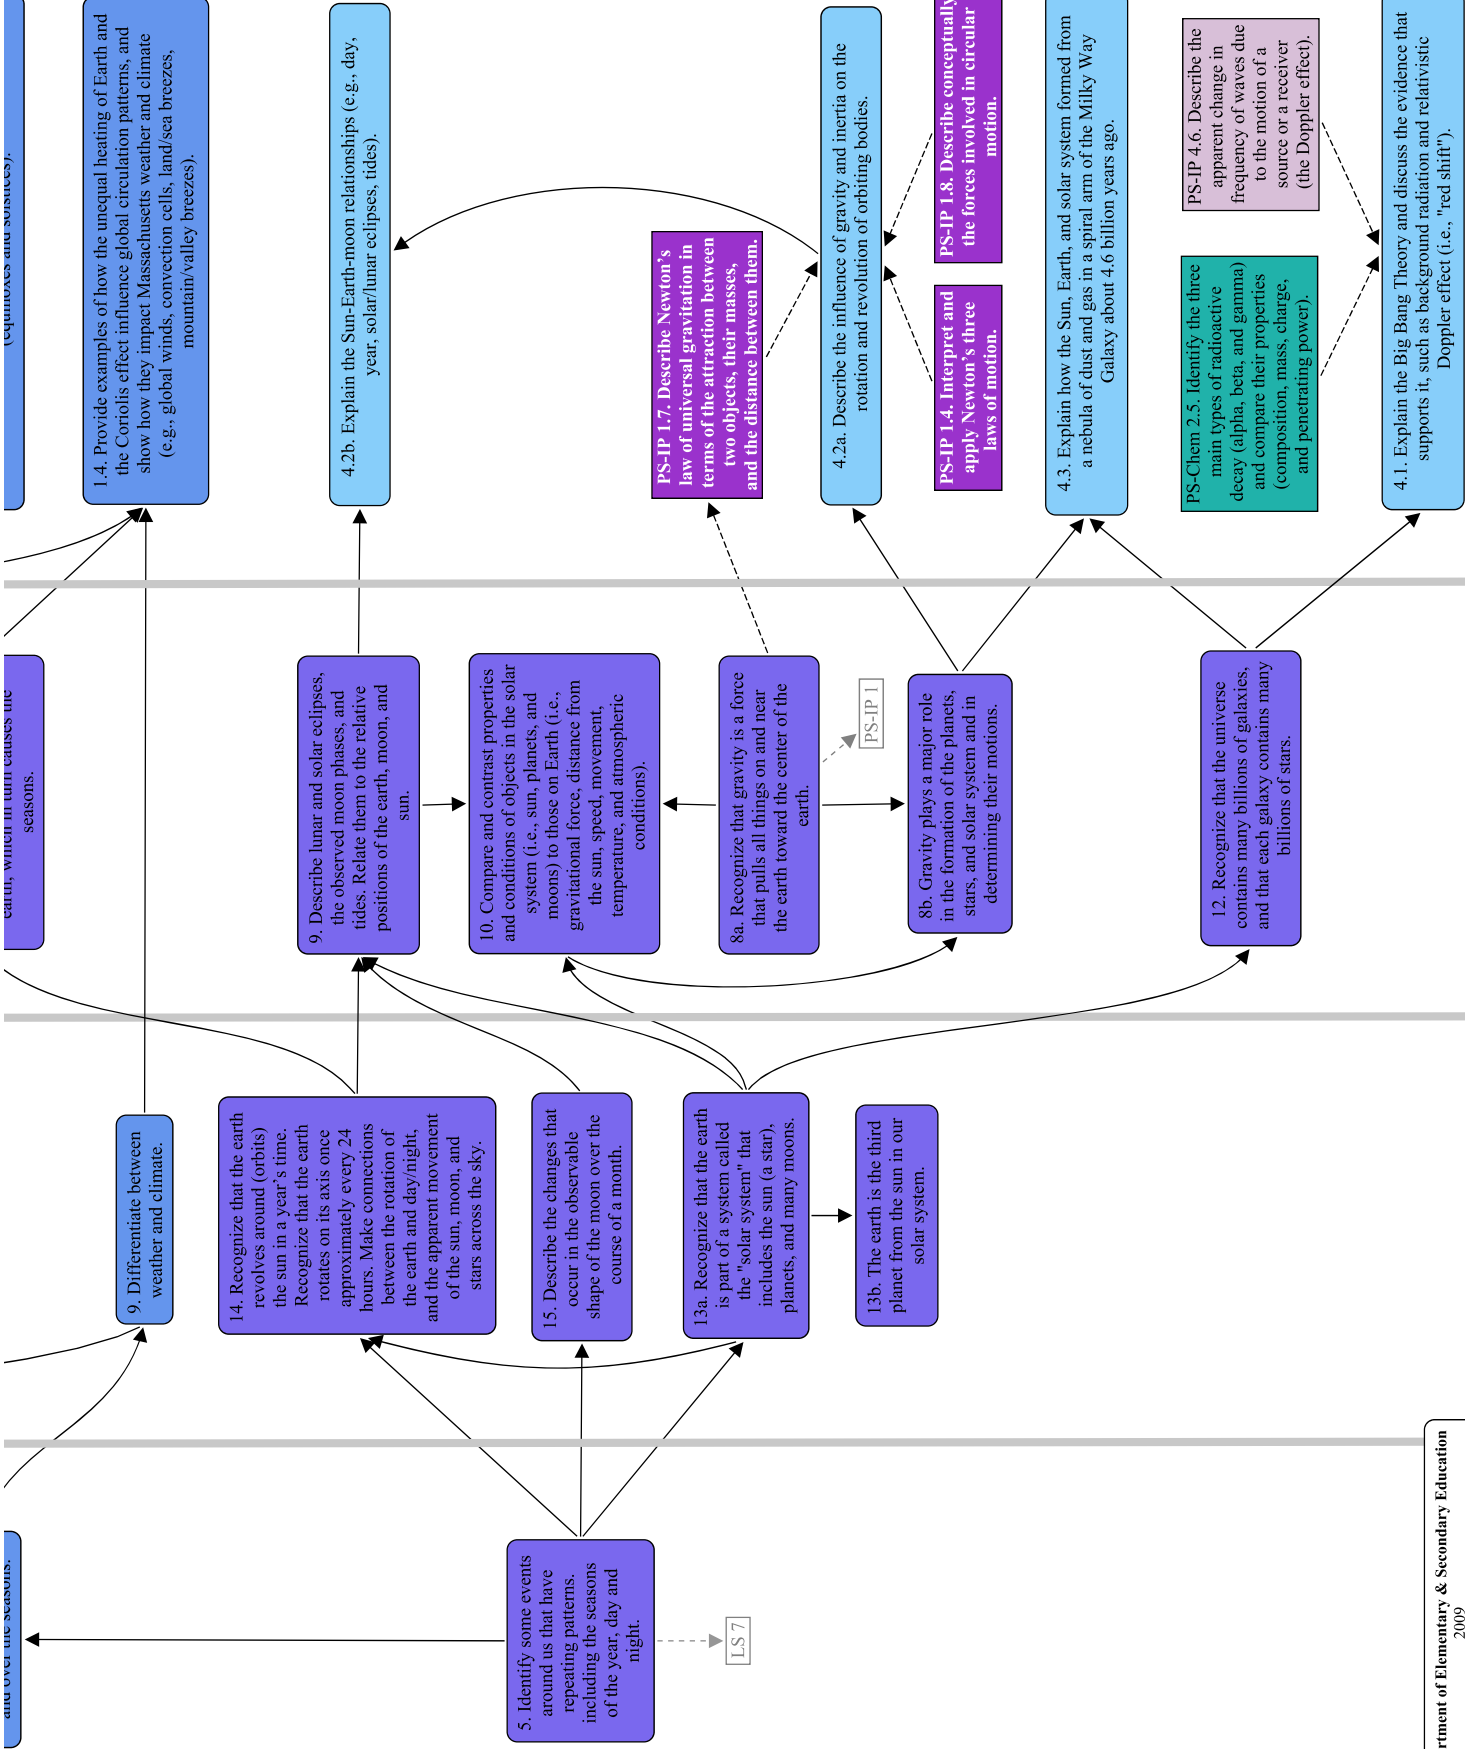 (equinoxes and solstices).
1.4. Provide examples of how the unequal heating of Earth and
the Coriolis effect influence global circulation patterns, and
show how they impact Massachusetts weather and climate
(e.g., global winds, convection cells, land/sea breezes,
mountain/valley breezes).
4.2b. Explain the Sun-Earth-moon relationships (e.g., day,
year, solar/lunar eclipses, tides).
PS-IP 1.7. Describe Newton's
law of universal gravitation in
terms of the attraction between
two objects, their masses,
and the distance between them.
4.2a. Describe the influence of gravity and inertia on the
rotation and revolution of orbiting bodies.
PS-IP 1.8. Describe conceptually
the forces involved in circular
motion.
PS-IP 1.4. Interpret and
apply Newton's three
laws of motion.
4.3. Explain how the Sun, Earth, and solar system formed from
a nebula of dust and gas in a spiral arm of the Milky Way
Galaxy about 4.6 billion years ago.
PS-IP 4.6. Describe the
apparent change in
frequency of waves due
to the motion of a
source or a receiver
(the Doppler effect).
PS-Chem 2.5. Identify the three
main types of radioactive
decay (alpha, beta, and gamma)
and compare their properties
(composition, mass, charge,
and penetrating power).
4.1. Explain the Big Bang Theory and discuss the evidence that
supports it, such as background radiation and relativistic
Doppler effect (i.e., "red shift").
earth, which in turn causes the
seasons.
9. Describe lunar and solar eclipses,
the observed moon phases, and
tides. Relate them to the relative
positions of the earth, moon, and
sun.
10. Compare and contrast properties
and conditions of objects in the solar
system (i.e., sun, planets, and
moons) to those on Earth (i.e.,
gravitational force, distance from
the sun, speed, movement,
temperature, and atmospheric
conditions).
8a. Recognize that gravity is a force
that pulls all things on and near
the earth toward the center of the
earth.
PS-IP 1
8b. Gravity plays a major role
in the formation of the planets,
stars, and solar system and in
determining their motions.
12. Recognize that the universe
contains many billions of galaxies,
and that each galaxy contains many
billions of stars.
9. Differentiate between
weather and climate.
14. Recognize that the earth
revolves around (orbits)
the sun in a year's time.
Recognize that the earth
rotates on its axis once
approximately every 24
hours. Make connections
between the rotation of
the earth and day/night,
and the apparent movement
of the sun, moon, and
stars across the sky.
15. Describe the changes that
occur in the observable
shape of the moon over the
course of a month.
13a. Recognize that the earth
is part of a system called
the "solar system" that
includes the sun (a star),
planets, and many moons.
13b. The earth is the third
planet from the sun in our
solar system.
and over the seasons.
5. Identify some events
around us that have
repeating patterns.
including the seasons
of the year, day and
night.
LS 7
rtment of Elementary & Secondary Education
2009